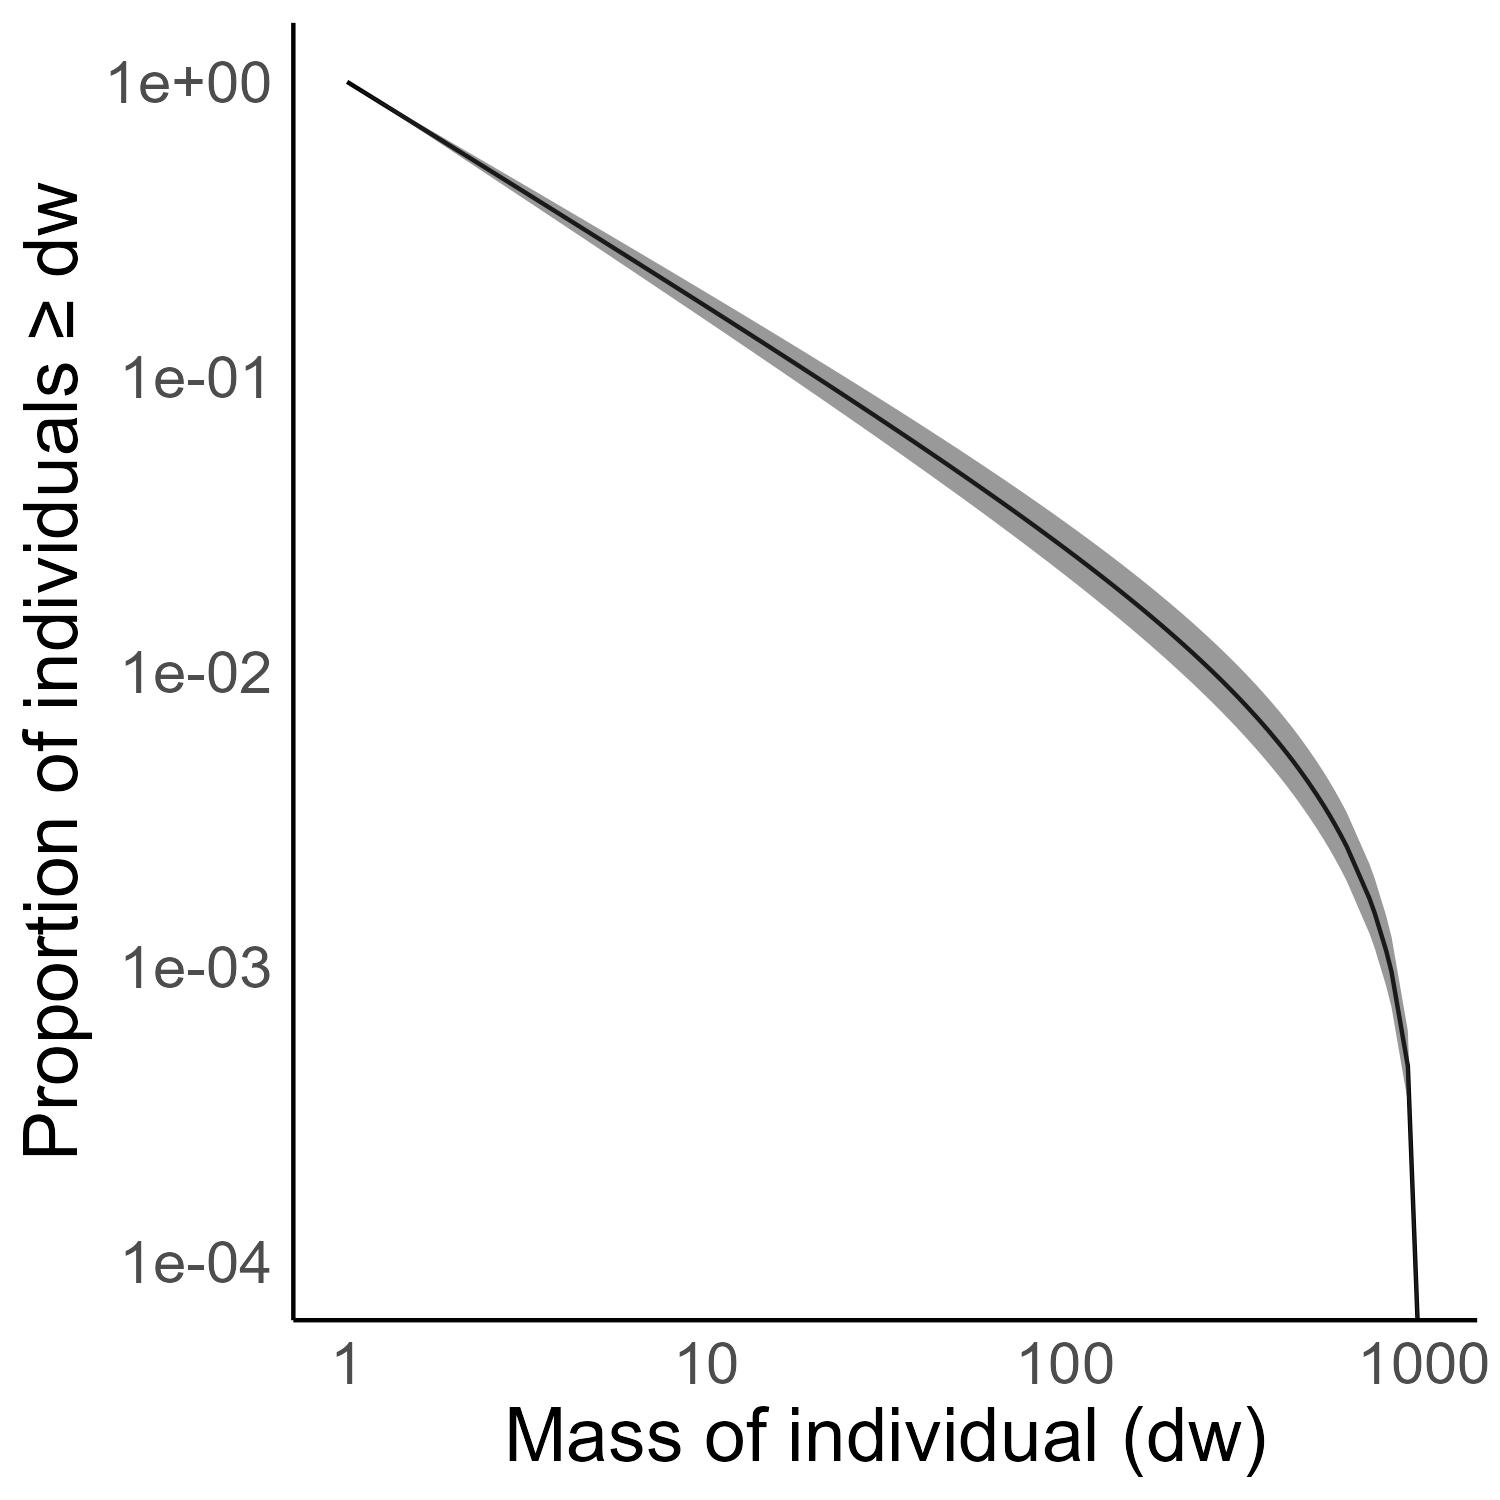 Proportion of individuals ≥ dw
1e+00
1e-01
1e-02
1e-03
1e-04
1 10 100 1000
Mass of individual (dw)